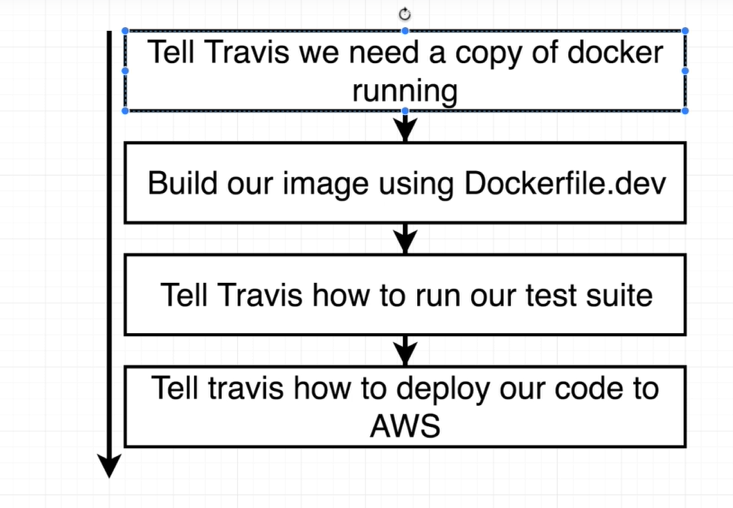 Tell Travis we need a copy of docker
running
Build our image using Dockerfile.dev
Tell Travis how to run our test suite
Tell travis how to deploy our code to
AWS